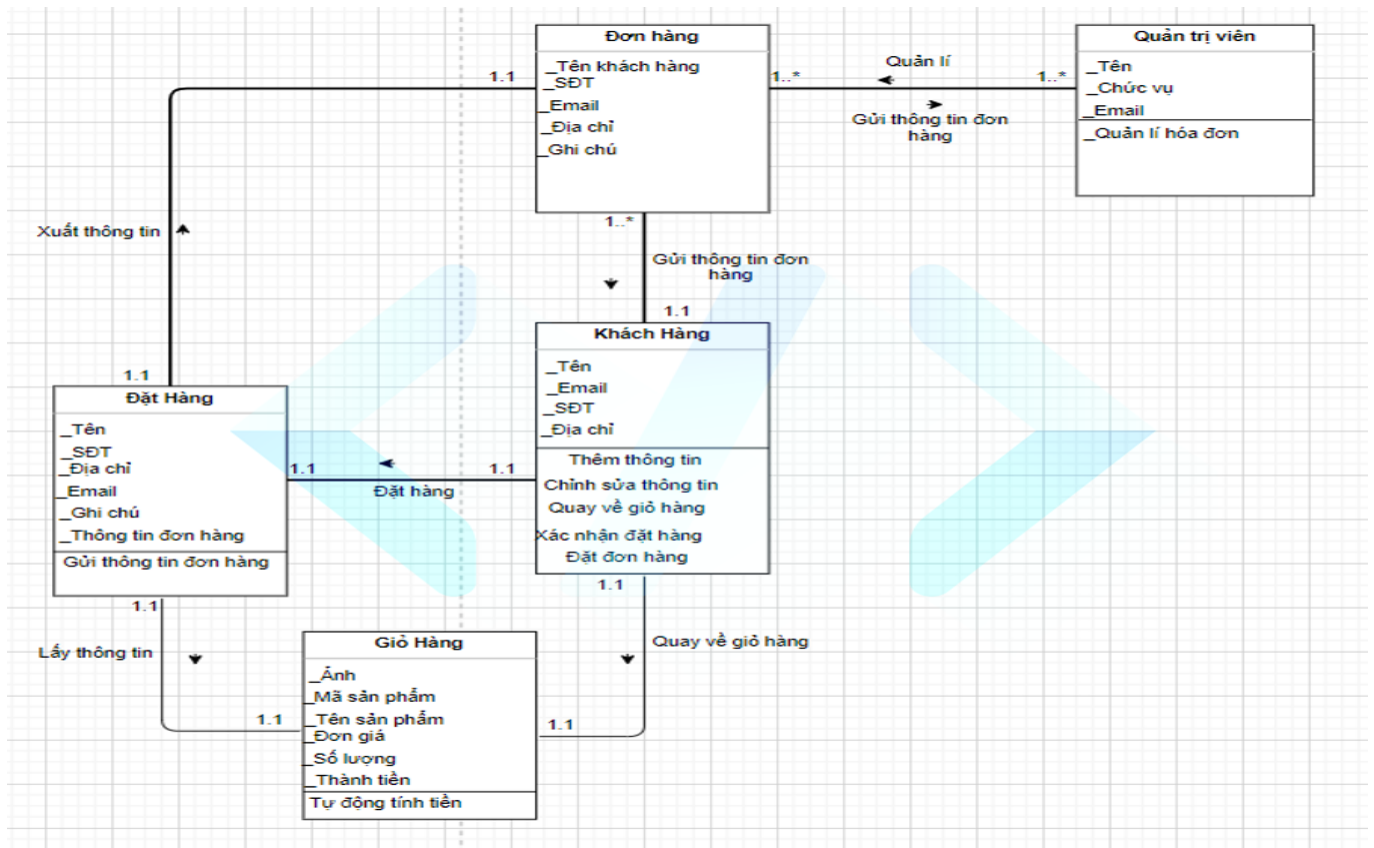 Đơn hàng
_Tên khách hàng
_SĐT
_Email
_Địa chỉ
_Ghi chú
Quản trị viên
_Tên
_Chức vụ
_Email
_Quản lí hóa đơn
1.1
1..*
Quản lí
1..*
Gửi thông tin đơn
hàng
Xuất thông tin
1..*
Gửi thông tin đơn
hàng
1.1
Khách Hàng
_Tên
_Email
_SĐT
_Địa chỉ
Thêm thông tin
Chỉnh sửa thông tin
Quay về giỏ hàng
Xác nhận đặt hàng
Đặt đơn hàng
1.1
Đặt Hàng
_Tên
_SĐT
_Địa chỉ
_Email
_Ghi chú
_Thông tin đơn hàng
Gửi thông tin đơn hàng
1.1
1.1
Đặt hàng
1.1
1.1
Lấy thông tin
1.1
Quay về giỏ hàng
1.1
1.1
Giỏ Hàng
_Ảnh
_Mã sản phẩm
_Tên sản phẩm
_Đơn giá
_Số lượng
_Thành tiền
Tự động tính tiền